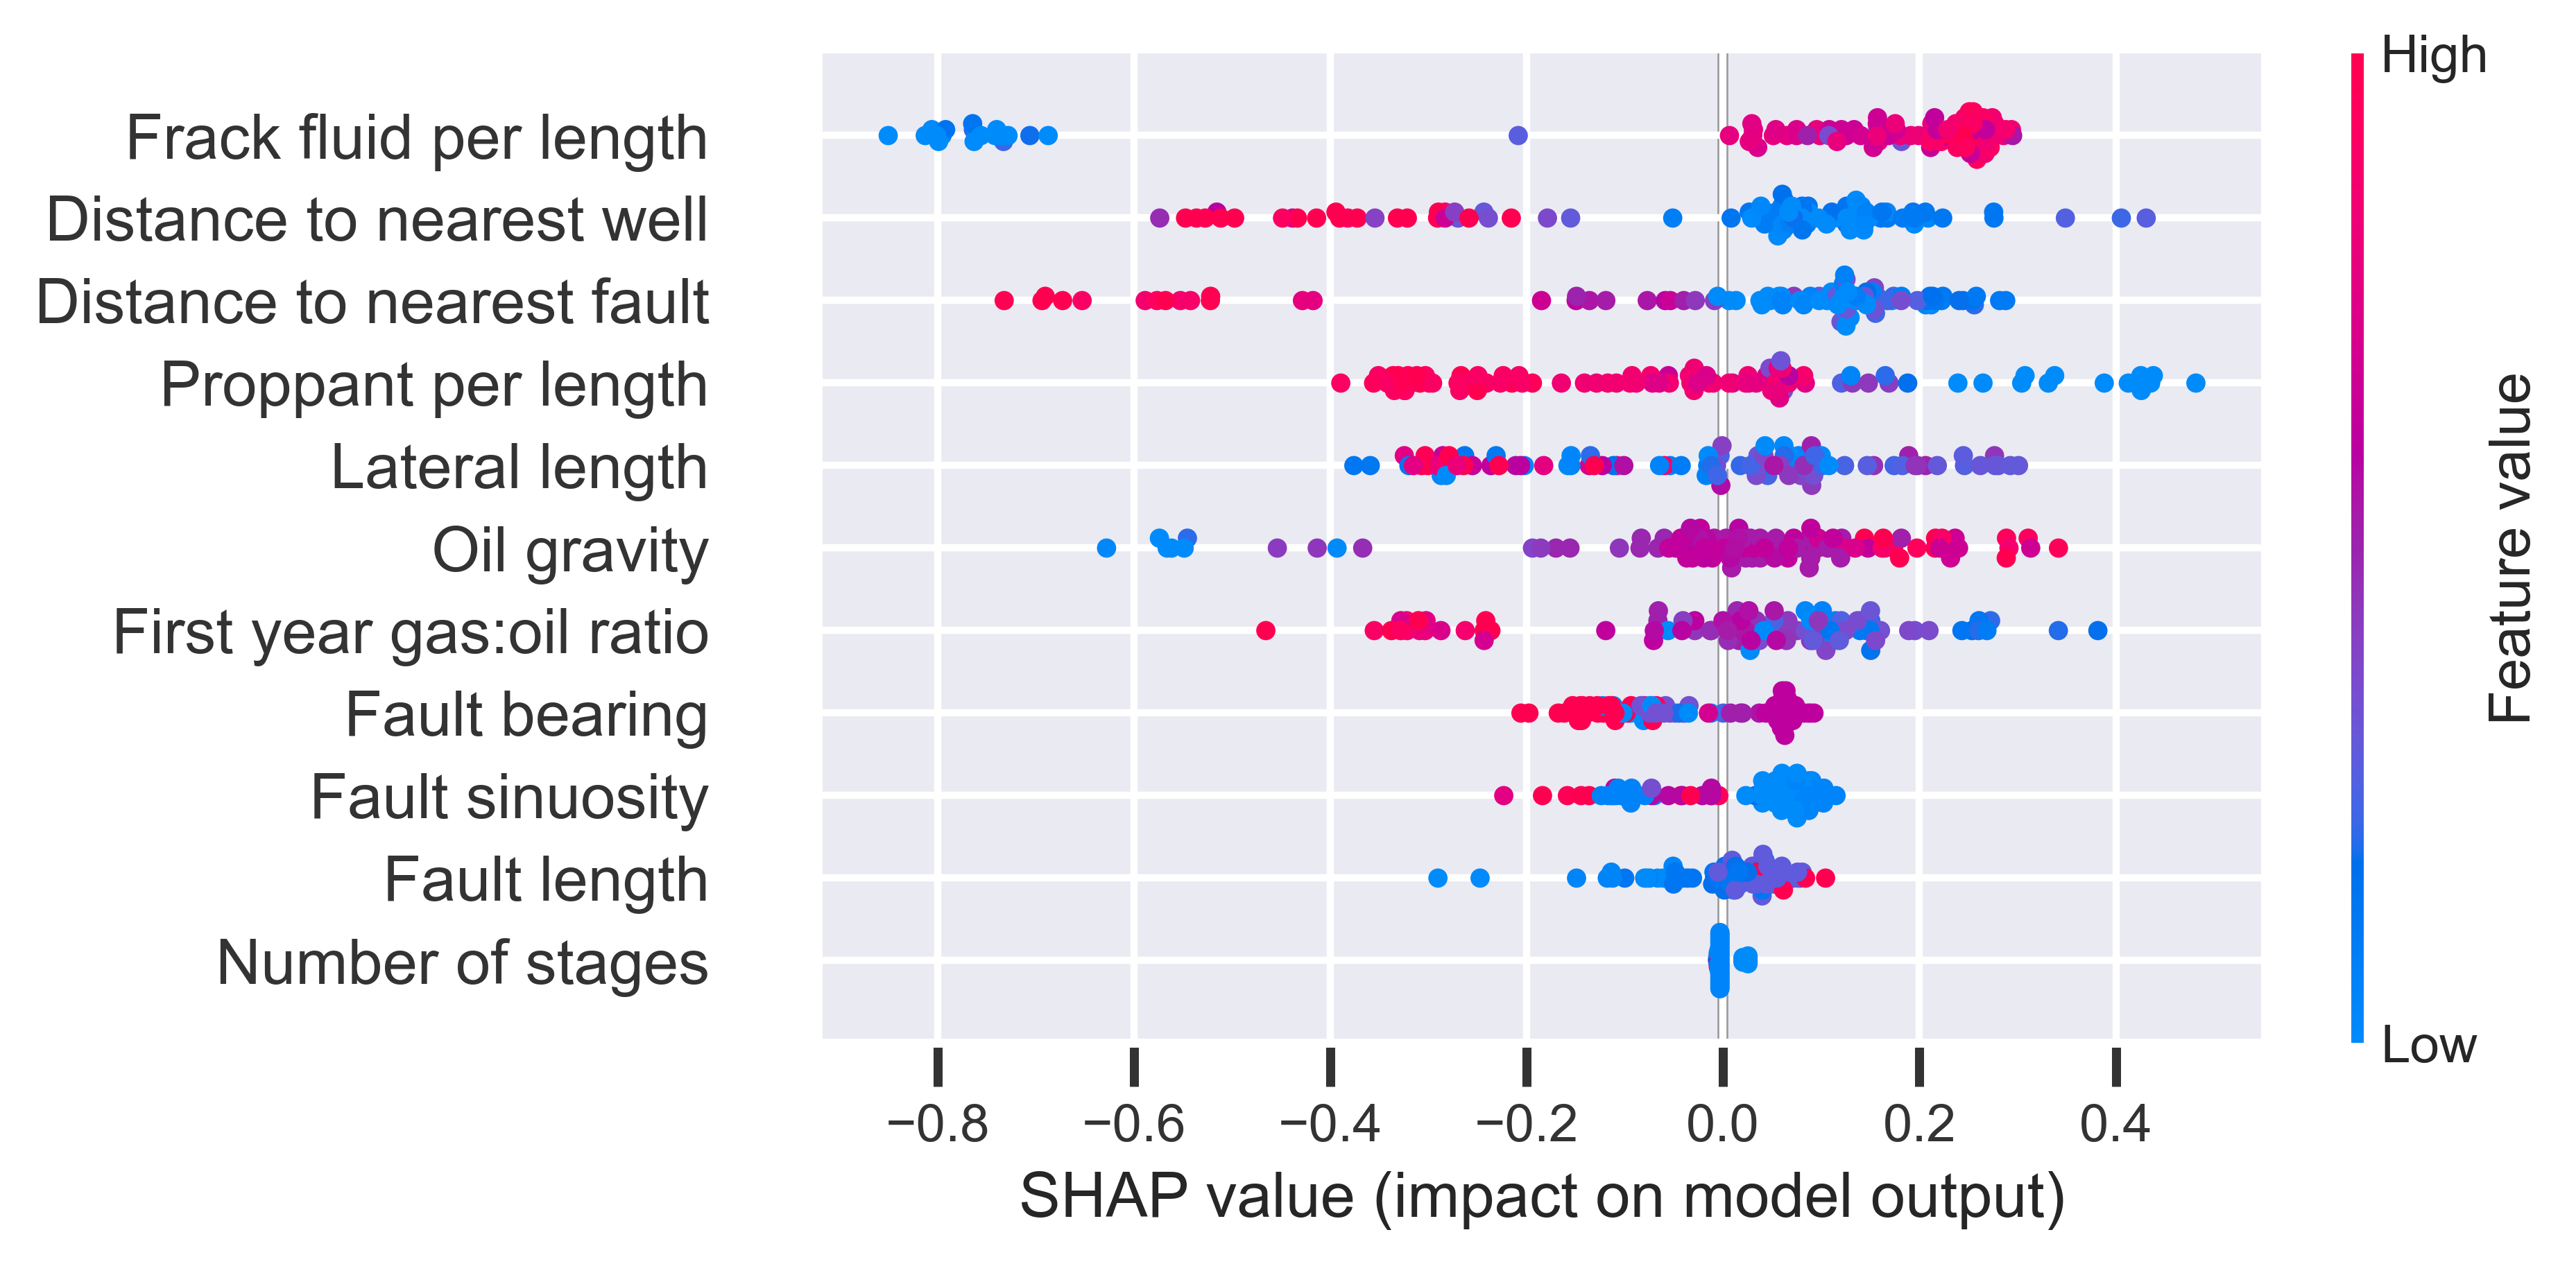 High
Frack fluid per length
Distance to nearest well
Distance to nearest fault
Proppant per length
Lateral length
Oil gravity
First year gas:oil ratio
Fault bearing
Fault sinuosity
Fault length
Number of stages
Feature value
Low
−0.8 −0.6 −0.4 −0.2 0.0 0.2 0.4
SHAP value (impact on model output)